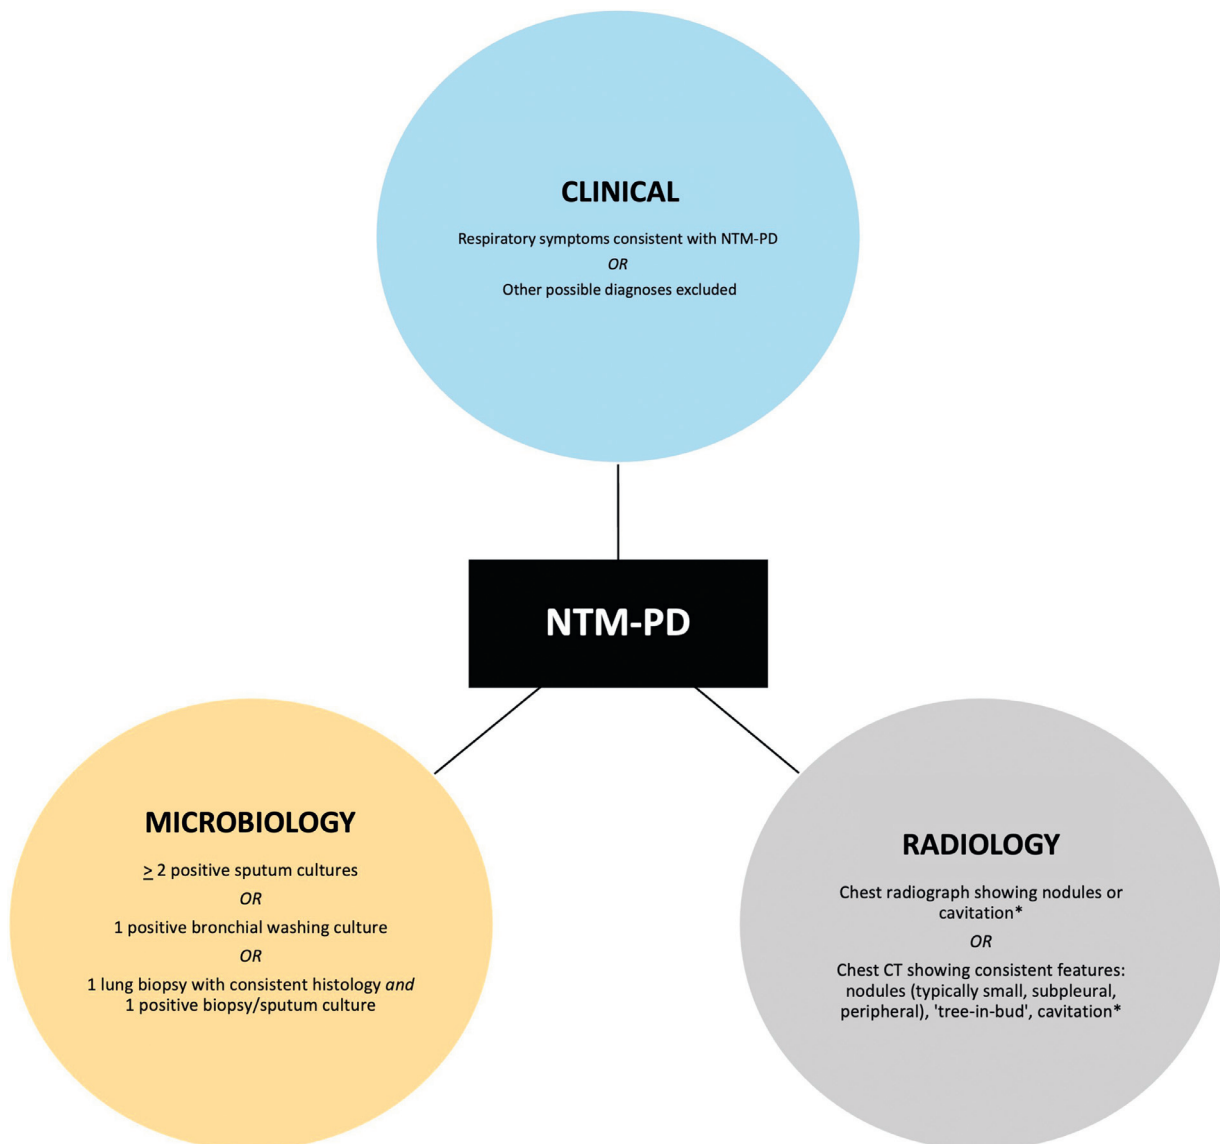 CLINICAL
Respiratory symptoms consistent with NTM-PD
OR
Other possible diagnoses excluded
NTM-PD
MICROBIOLOGY
≥ 2 positive sputum cultures
OR
1 positive bronchial washing culture
OR
1 lung biopsy with consistent histology and
1 positive biopsy/sputum culture
RADIOLOGY
Chest radiograph showing nodules or
cavitation*
OR
Chest CT showing consistent features:
nodules (typically small, subpleural,
peripheral), 'tree-in-bud', cavitation*